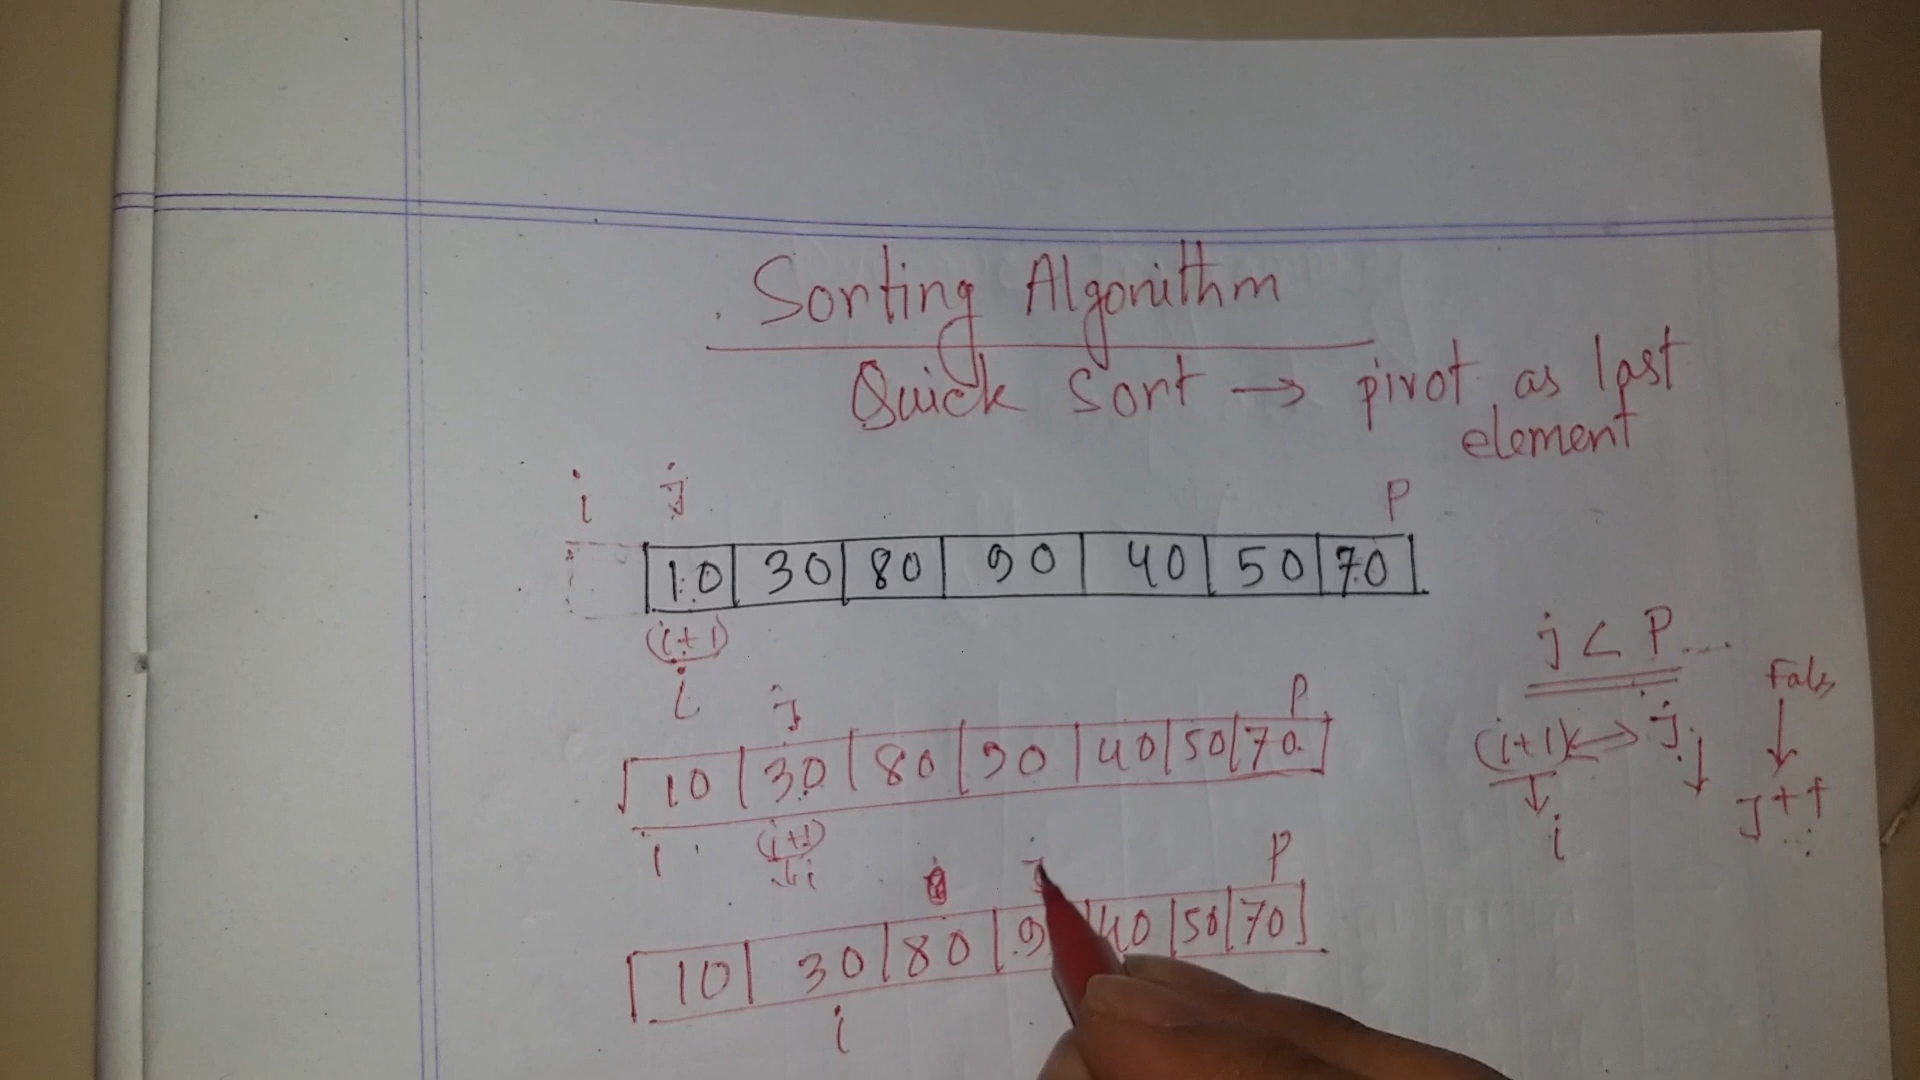 Sorting Algorithm
Quick Sort → pivot as last
element
i j P
10 30 80 90 40 50 70
(i+1)
i
j < P...
False
j P
10 30 80 90 40 50 70
(i+1) ↔ j
↓ ↓ ↓
i j++
i (i+1)
↓ i
j P
10 30 80 40 50 70
i